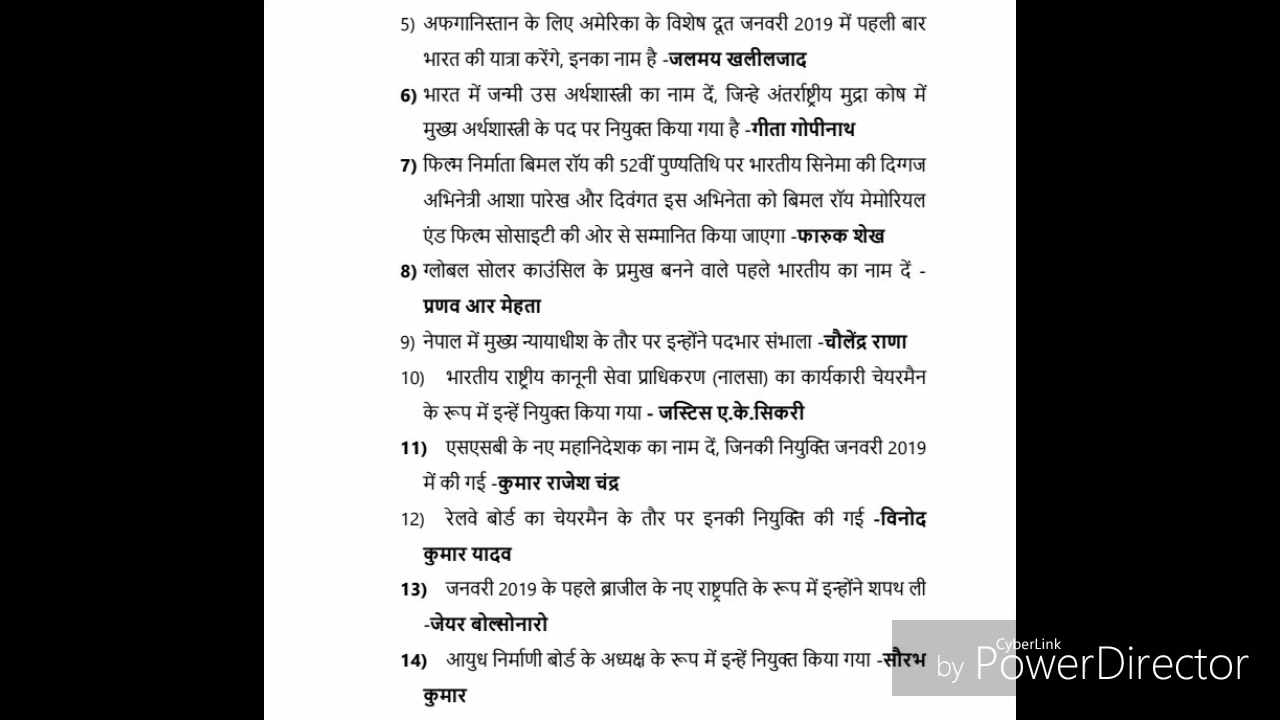 5) अफगानिस्तान के लिए अमेरिका के विशेष दूत जनवरी 2019 में पहली बार
भारत की यात्रा करेंगे, इनका नाम है -जलमय खलीलजाद
6) भारत में जन्मी उस अर्थशास्त्री का नाम दें, जिन्हे अंतर्राष्ट्रीय मुद्रा कोष में
मुख्य अर्थशास्त्री के पद पर नियुक्त किया गया है -गीता गोपीनाथ
7) फिल्म निर्माता बिमल रॉय की 52वीं पुण्यतिथि पर भारतीय सिनेमा की दिग्गज
अभिनेत्री आशा पारेख और दिवंगत इस अभिनेता को बिमल रॉय मेमोरियल
एंड फिल्म सोसाइटी की ओर से सम्मानित किया जाएगा -फारुक शेख
8) ग्लोबल सोलर काउंसिल के प्रमुख बनने वाले पहले भारतीय का नाम दें -
प्रणव आर मेहता
9) नेपाल में मुख्य न्यायाधीश के तौर पर इन्होंने पदभार संभाला -चौलेंद्र राणा
10) भारतीय राष्ट्रीय कानूनी सेवा प्राधिकरण (नालसा) का कार्यकारी चेयरमैन
के रूप में इन्हें नियुक्त किया गया - जस्टिस ए.के.सिकरी
11) एसएसबी के नए महानिदेशक का नाम दें, जिनकी नियुक्ति जनवरी 2019
में की गई -कुमार राजेश चंद्र
12) रेलवे बोर्ड का चेयरमैन के तौर पर इनकी नियुक्ति की गई -विनोद
कुमार यादव
13) जनवरी 2019 के पहले ब्राजील के नए राष्ट्रपति के रूप में इन्होंने शपथ ली
-जेयर बोल्सोनारो
14) आयुध निर्माणी बोर्ड के अध्यक्ष के रूप में इन्हें नियुक्त किया गया -सौरभ
कुमार
CyberLink
by PowerDirector